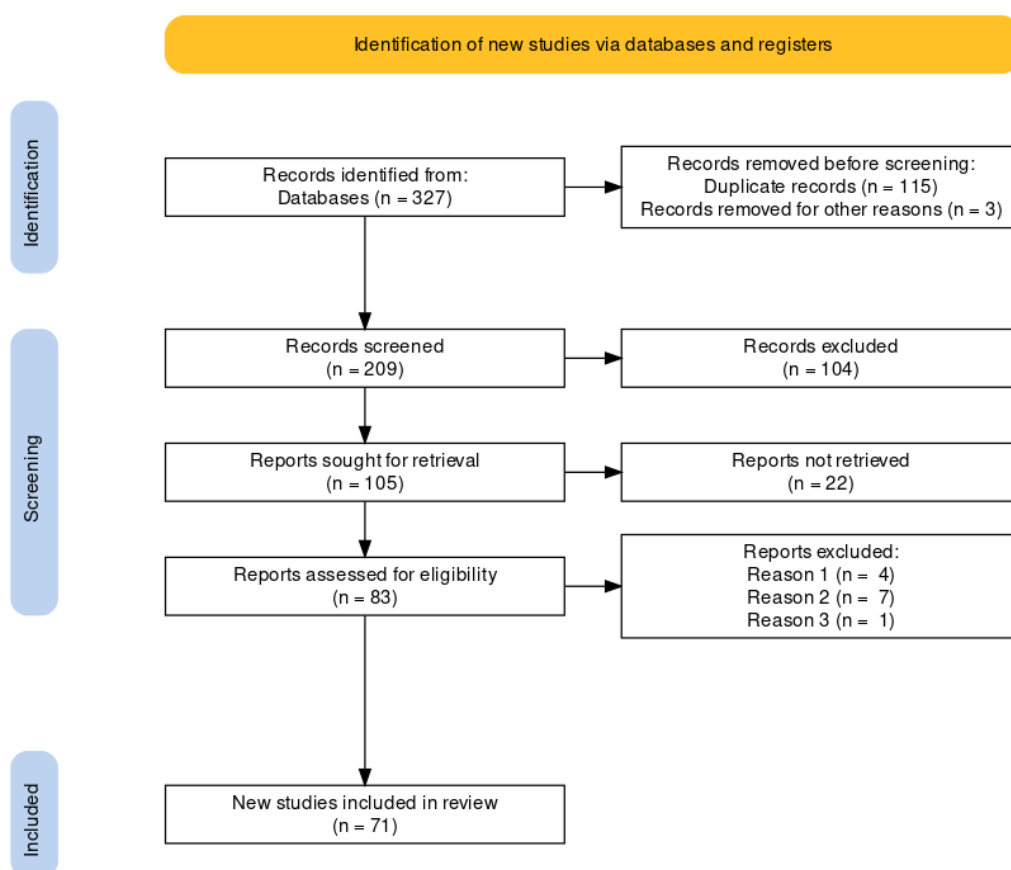 Identification of new studies via databases and registers
Identification
Records identified from:
Databases (n = 327)
Records removed before screening:
Duplicate records (n = 115)
Records removed for other reasons (n = 3)
Screening
Records screened
(n = 209)
Records excluded
(n = 104)
Reports sought for retrieval
(n = 105)
Reports not retrieved
(n = 22)
Reports assessed for eligibility
(n = 83)
Reports excluded:
Reason 1 (n = 4)
Reason 2 (n = 7)
Reason 3 (n = 1)
Included
New studies included in review
(n = 71)